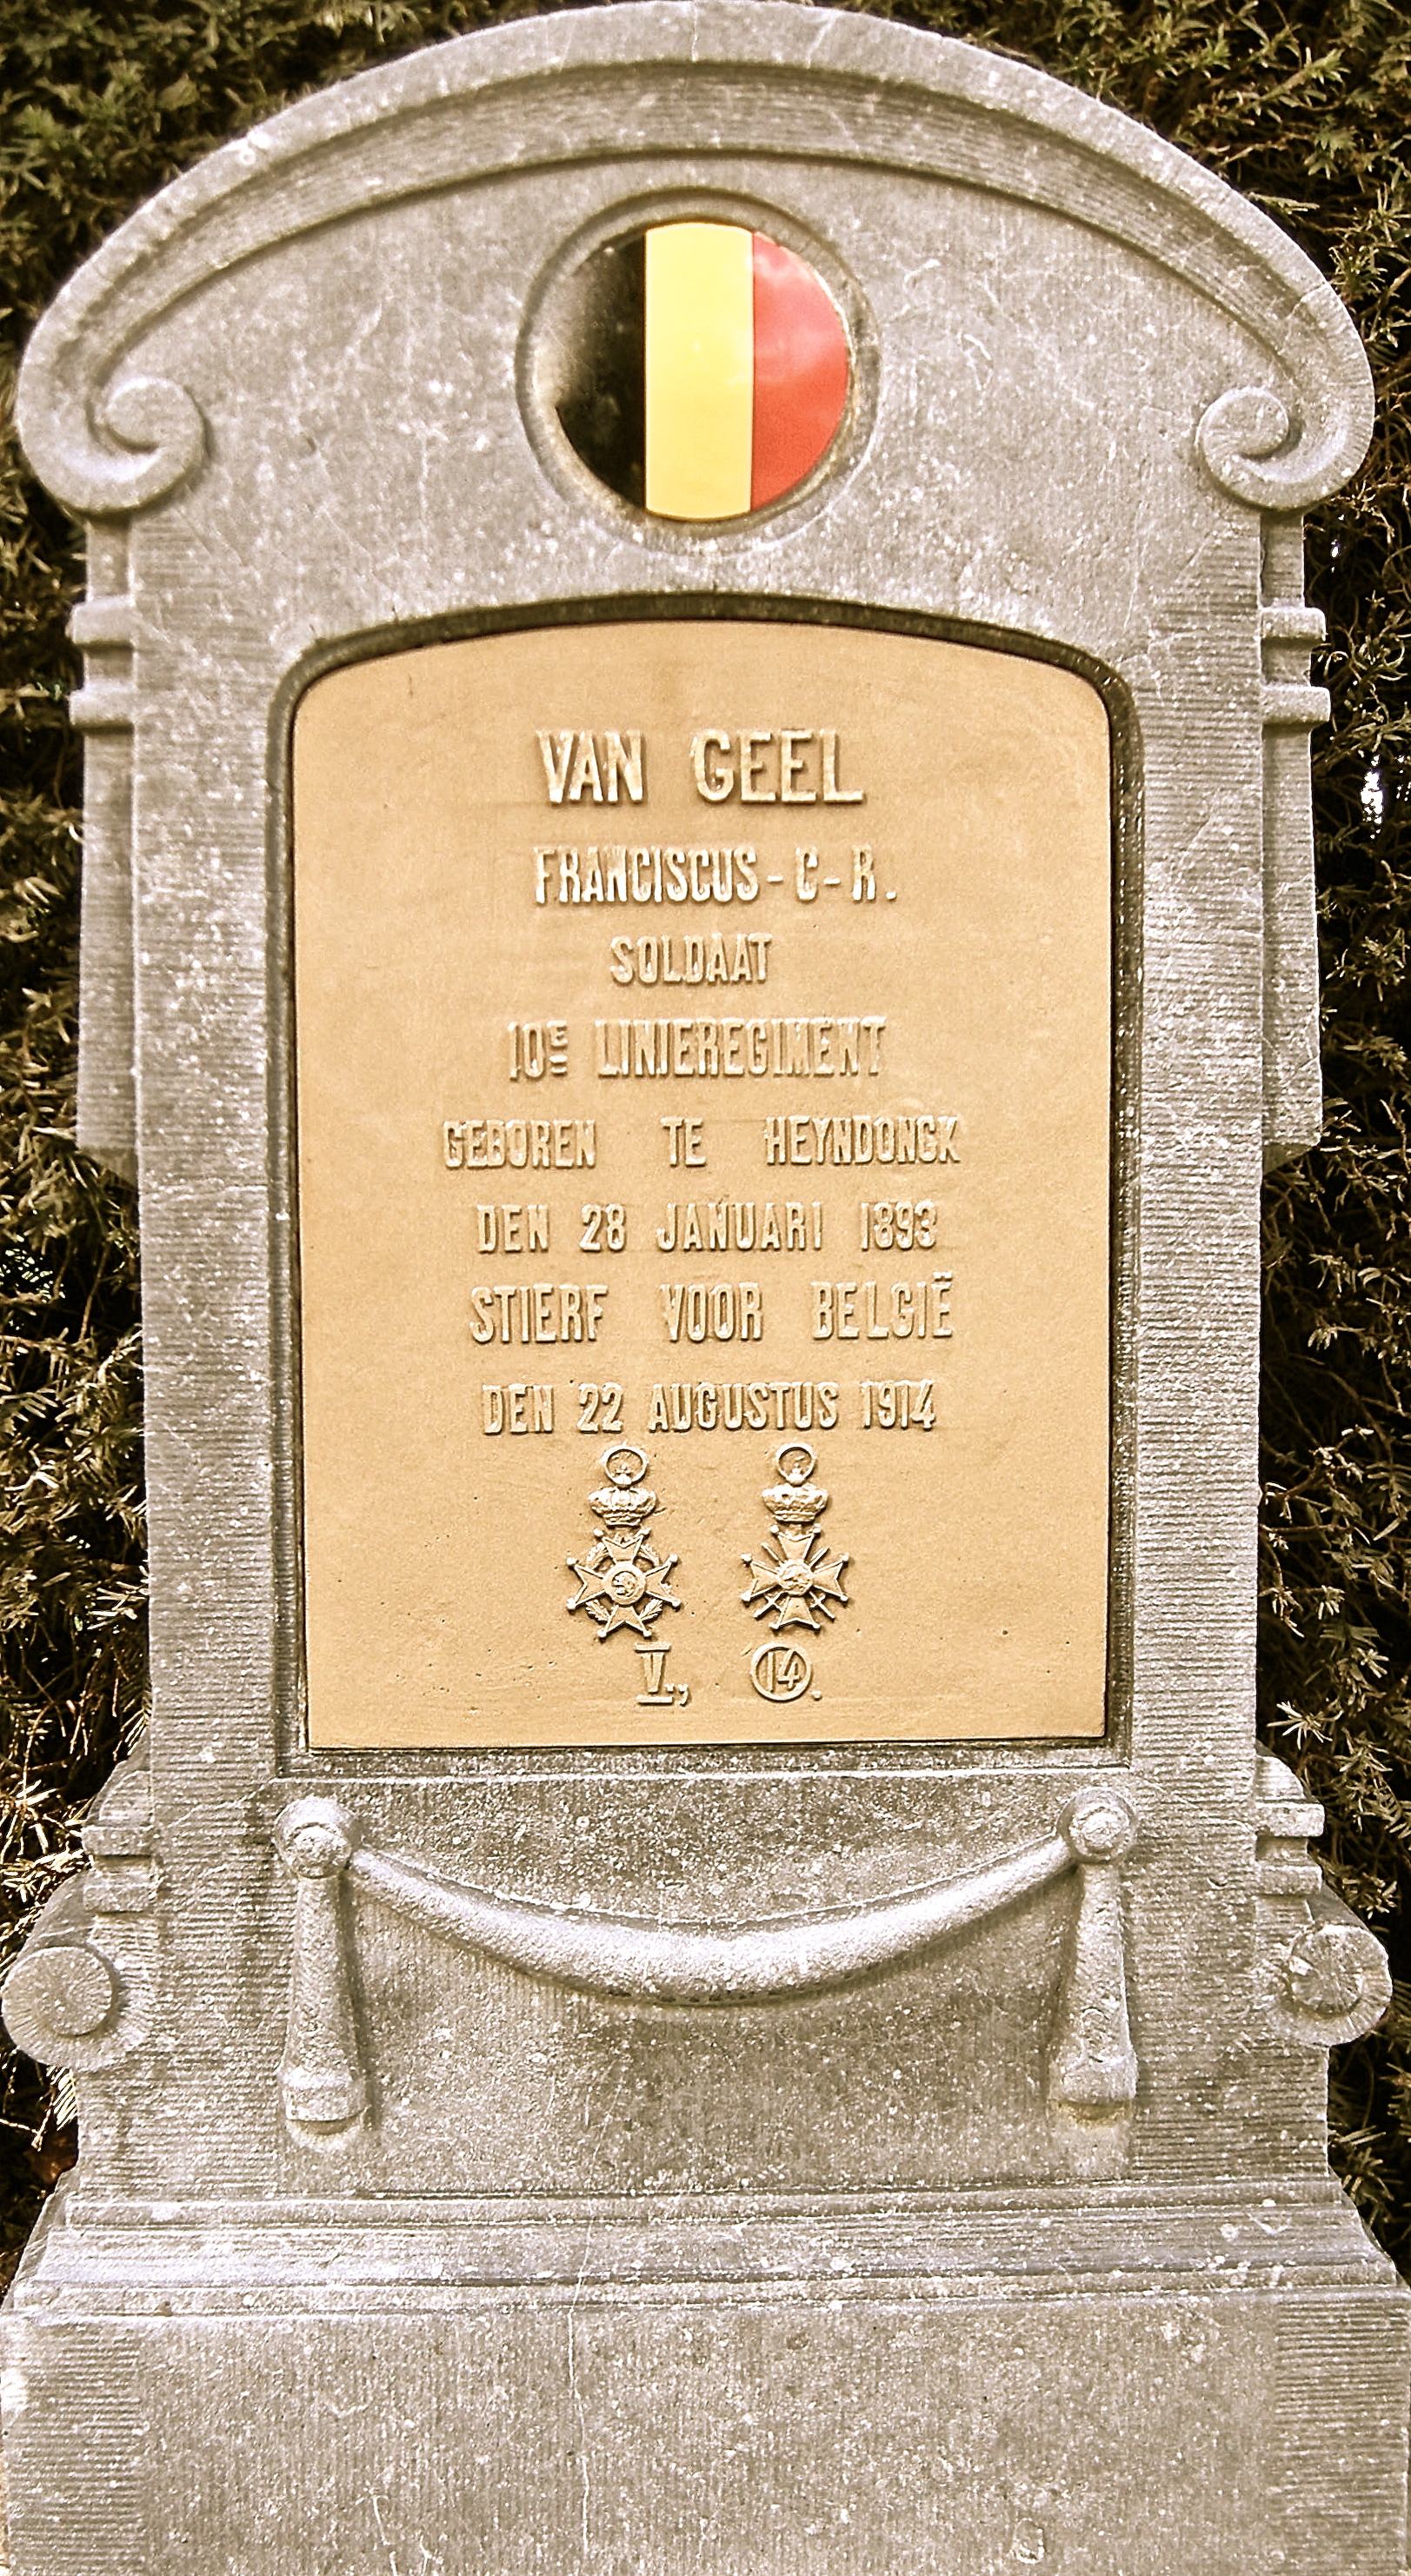 VAN GEEL
FRANCISCUS - C - R.
SOLDAAT
10E LINIEREGIMENT
GEBOREN TE HEYNDONCK
DEN 28 JANUARI 1893
STIERF VOOR BELGIË
DEN 22 AUGUSTUS 1914
V., 14.